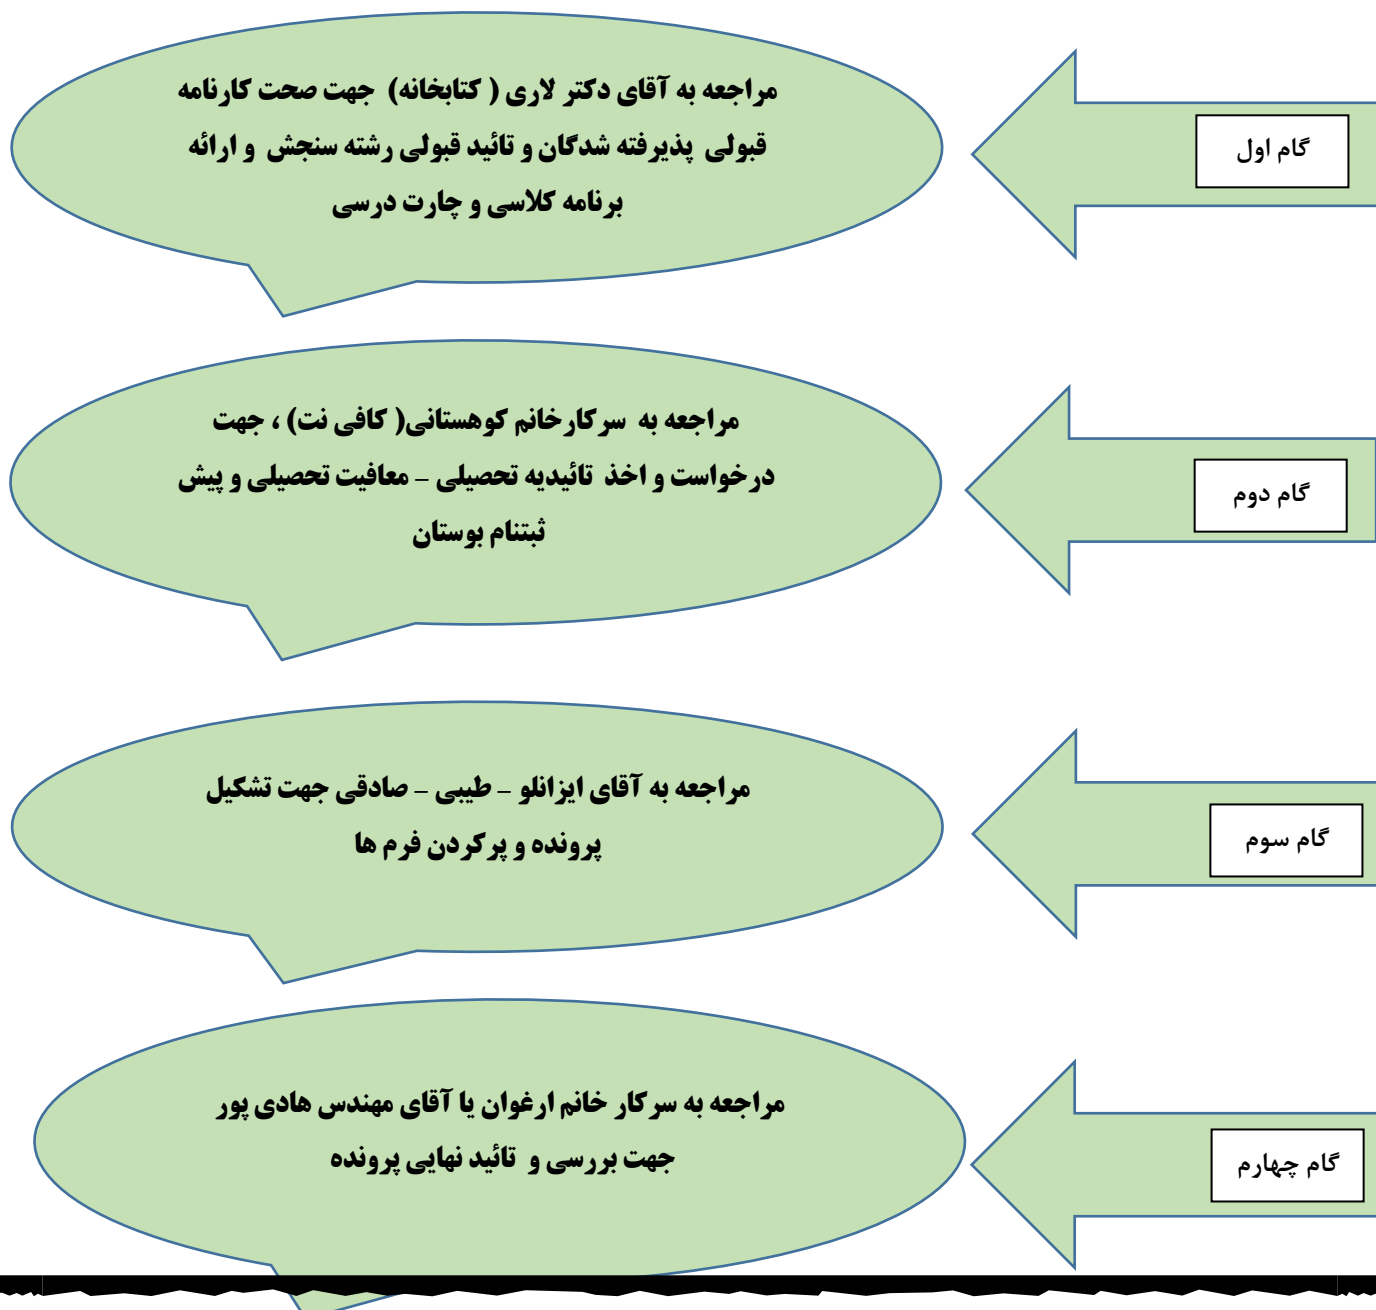 گام اول
مراجعه به آقای دکتر لاری ( کتابخانه) جهت صحت کارنامه
قبولی پذیرفته شدگان و تائید قبولی رشته سنجش و ارائه
برنامه کلاسی و چارت درسی
گام دوم
مراجعه به سرکارخانم کوهستانی( کافی نت) ، جهت
درخواست و اخذ تائیدیه تحصیلی – معافیت تحصیلی و پیش
ثبتنام بوستان
گام سوم
مراجعه به آقای ایزانلو – طیبی – صادقی جهت تشکیل
پرونده و پرکردن فرم ها
گام چهارم
مراجعه به سرکار خانم ارغوان یا آقای مهندس هادی پور
جهت بررسی و تائید نهایی پرونده